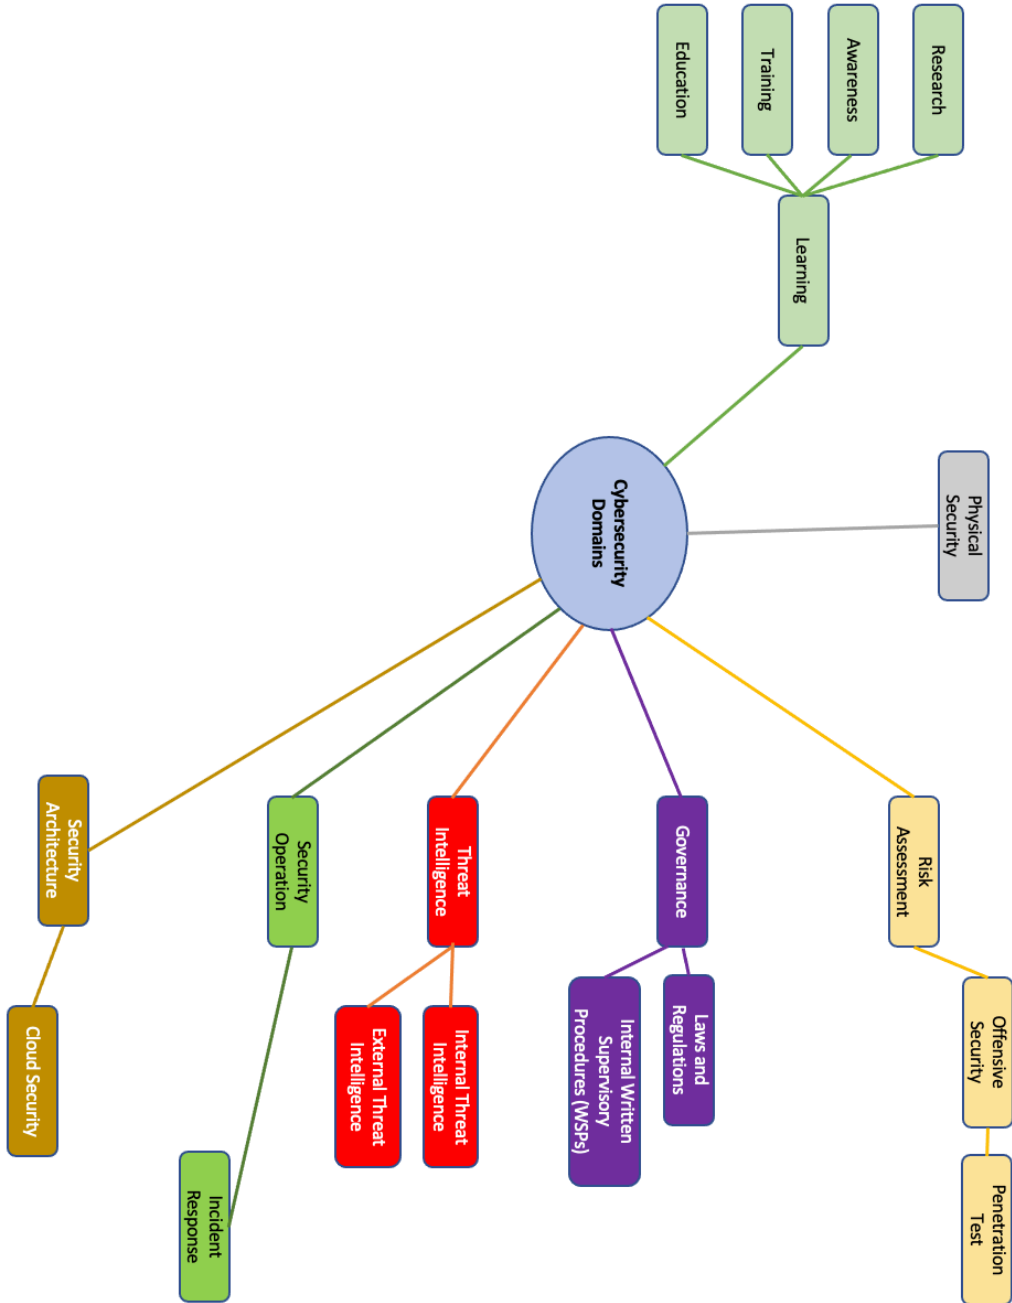 Research
Awareness
Training
Education
Learning
Physical
Security
Cybersecurity
Domains
Risk
Assessment
Offensive
Security
Penetration
Test
Governance
Laws and
Regulations
Internal Written
Supervisory
Procedures (WSPs)
Threat
Intelligence
Internal Threat
Intelligence
External Threat
Intelligence
Security
Operation
Incident
Response
Security
Architecture
Cloud Security